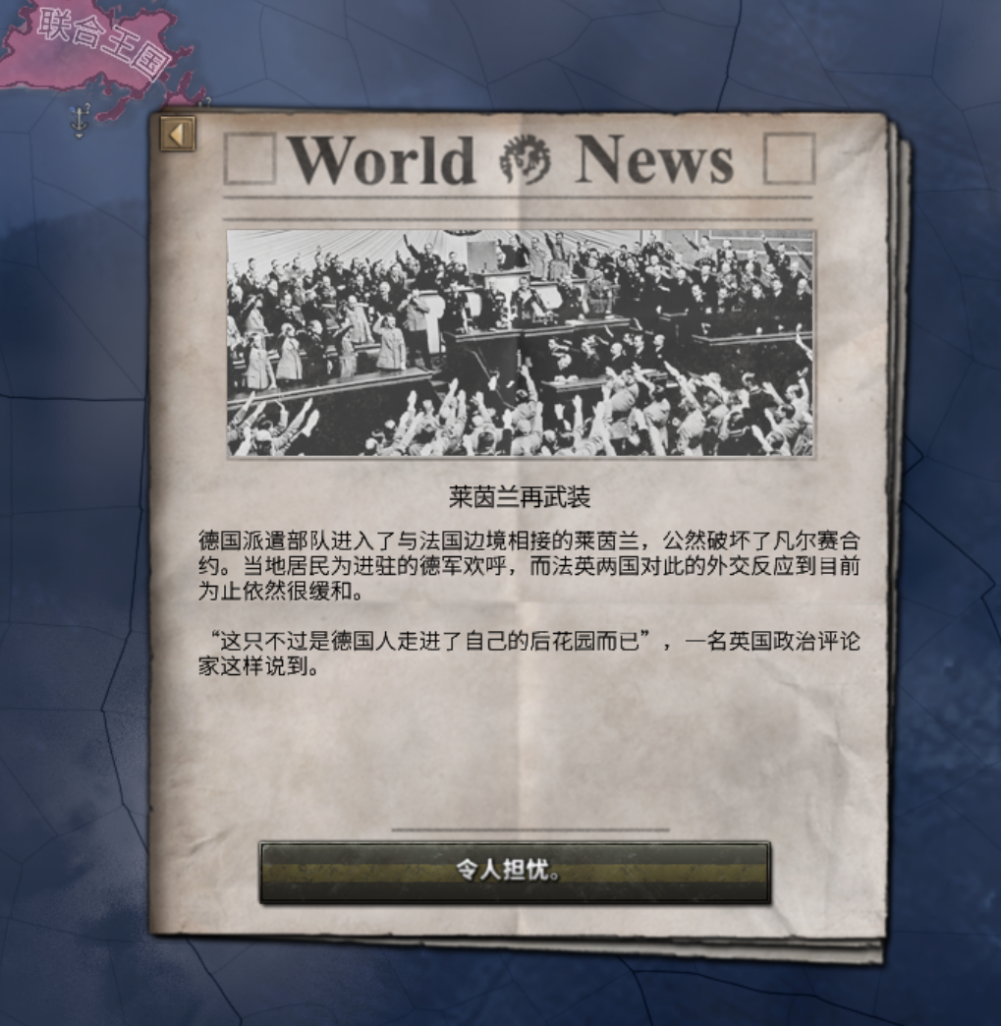 联合王国
World News
莱茵兰再武装
德国派遣部队进入了与法国边境相接的莱茵兰，公然破坏了凡尔赛合
约。当地居民为进驻的德军欢呼，而法英两国对此的外交反应到目前
为止依然很缓和。
“这只不过是德国人走进了自己的后花园而已”，一名英国政治评论
家这样说到。
令人担忧。